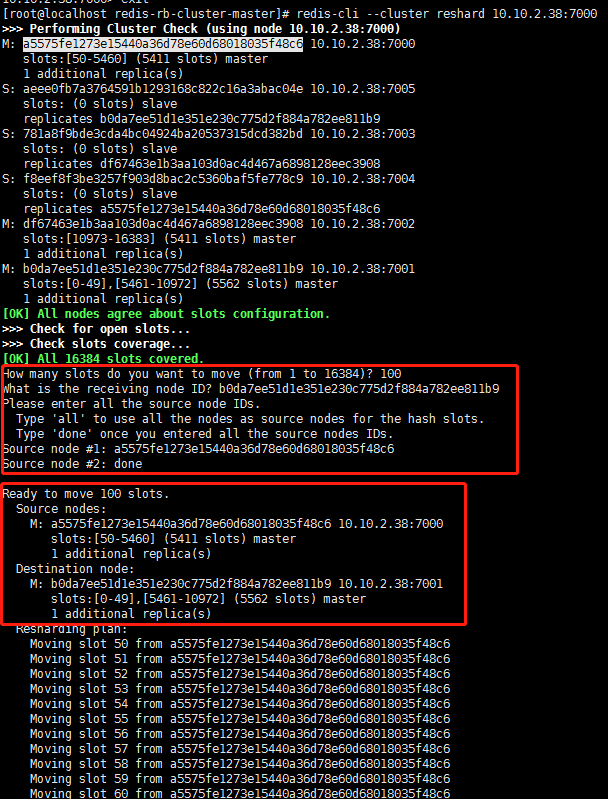 10.10.2.38:7000> exit
[root@localhost redis-rb-cluster-master]# redis-cli --cluster reshard 10.10.2.38:7000
>>> Performing Cluster Check (using node 10.10.2.38:7000)
M: a5575fe1273e15440a36d78e60d68018035f48c6 10.10.2.38:7000
   slots:[50-5460] (5411 slots) master
   1 additional replica(s)
S: aeee0fb7a3764591b1293168c822c16a3abac04e 10.10.2.38:7005
   slots: (0 slots) slave
   replicates b0da7ee51d1e351e230c775d2f884a782ee811b9
S: 781a8f9bde3cda4bc04924ba20537315dcd382bd 10.10.2.38:7003
   slots: (0 slots) slave
   replicates df67463e1b3aa103d0ac4d467a6898128eec3908
S: f8eef8f3be3257f903d8bac2c5360baf5fe778c9 10.10.2.38:7004
   slots: (0 slots) slave
   replicates a5575fe1273e15440a36d78e60d68018035f48c6
M: df67463e1b3aa103d0ac4d467a6898128eec3908 10.10.2.38:7002
   slots:[10973-16383] (5411 slots) master
   1 additional replica(s)
M: b0da7ee51d1e351e230c775d2f884a782ee811b9 10.10.2.38:7001
   slots:[0-49],[5461-10972] (5562 slots) master
   1 additional replica(s)
[OK] All nodes agree about slots configuration.
>>> Check for open slots...
>>> Check slots coverage...
[OK] All 16384 slots covered.
How many slots do you want to move (from 1 to 16384)? 100
What is the receiving node ID? b0da7ee51d1e351e230c775d2f884a782ee811b9
Please enter all the source node IDs.
  Type 'all' to use all the nodes as source nodes for the hash slots.
  Type 'done' once you entered all the source nodes IDs.
Source node #1: a5575fe1273e15440a36d78e60d68018035f48c6
Source node #2: done
Ready to move 100 slots.
  Source nodes:
    M: a5575fe1273e15440a36d78e60d68018035f48c6 10.10.2.38:7000
       slots:[50-5460] (5411 slots) master
       1 additional replica(s)
  Destination node:
    M: b0da7ee51d1e351e230c775d2f884a782ee811b9 10.10.2.38:7001
       slots:[0-49],[5461-10972] (5562 slots) master
       1 additional replica(s)
  Resharding plan:
    Moving slot 50 from a5575fe1273e15440a36d78e60d68018035f48c6
    Moving slot 51 from a5575fe1273e15440a36d78e60d68018035f48c6
    Moving slot 52 from a5575fe1273e15440a36d78e60d68018035f48c6
    Moving slot 53 from a5575fe1273e15440a36d78e60d68018035f48c6
    Moving slot 54 from a5575fe1273e15440a36d78e60d68018035f48c6
    Moving slot 55 from a5575fe1273e15440a36d78e60d68018035f48c6
    Moving slot 56 from a5575fe1273e15440a36d78e60d68018035f48c6
    Moving slot 57 from a5575fe1273e15440a36d78e60d68018035f48c6
    Moving slot 58 from a5575fe1273e15440a36d78e60d68018035f48c6
    Moving slot 59 from a5575fe1273e15440a36d78e60d68018035f48c6
    Moving slot 60 from a5575fe1273e15440a36d78e60d68018035f48c6